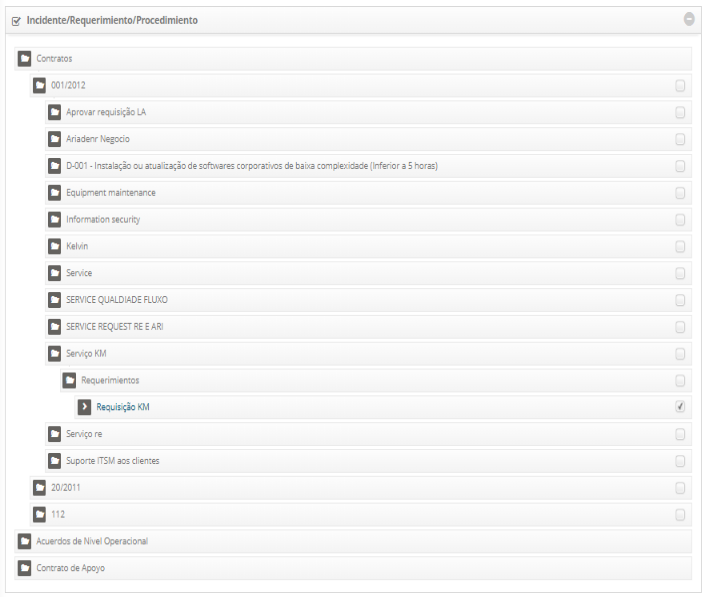 Incidente/Requerimiento/Procedimiento
Contratos
001/2012
Aprovar requisição LA
Ariadenr Negocio
D-001 - Instalação ou atualização de softwares corporativos de baixa complexidade (Inferior a 5 horas)
Equipment maintenance
Information security
Kelvin
Service
SERVICE QUALDIADE FLUXO
SERVICE REQUEST RE E ARI
Serviço KM
Requerimientos
Requisição KM
Serviço re
Suporte ITSM aos clientes
20/2011
112
Acuerdos de Nivel Operacional
Contrato de Apoyo